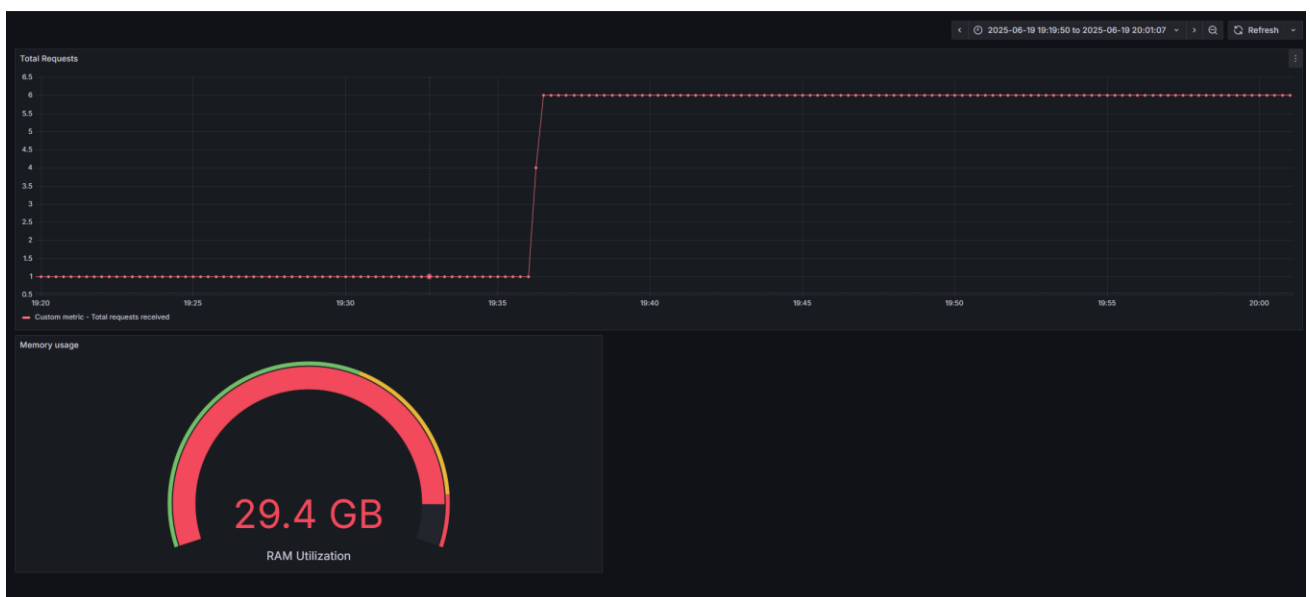 2025-06-19 19:19:50 to 2025-06-19 20:01:07 Refresh
Total Requests
6.5
6
5.5
5
4.5
4
3.5
3
2.5
2
1.5
1
0.5
19:20 19:25 19:30 19:35 19:40 19:45 19:50 19:55 20:00
Custom metric - Total requests received
Memory usage
29.4 GB
RAM Utilization